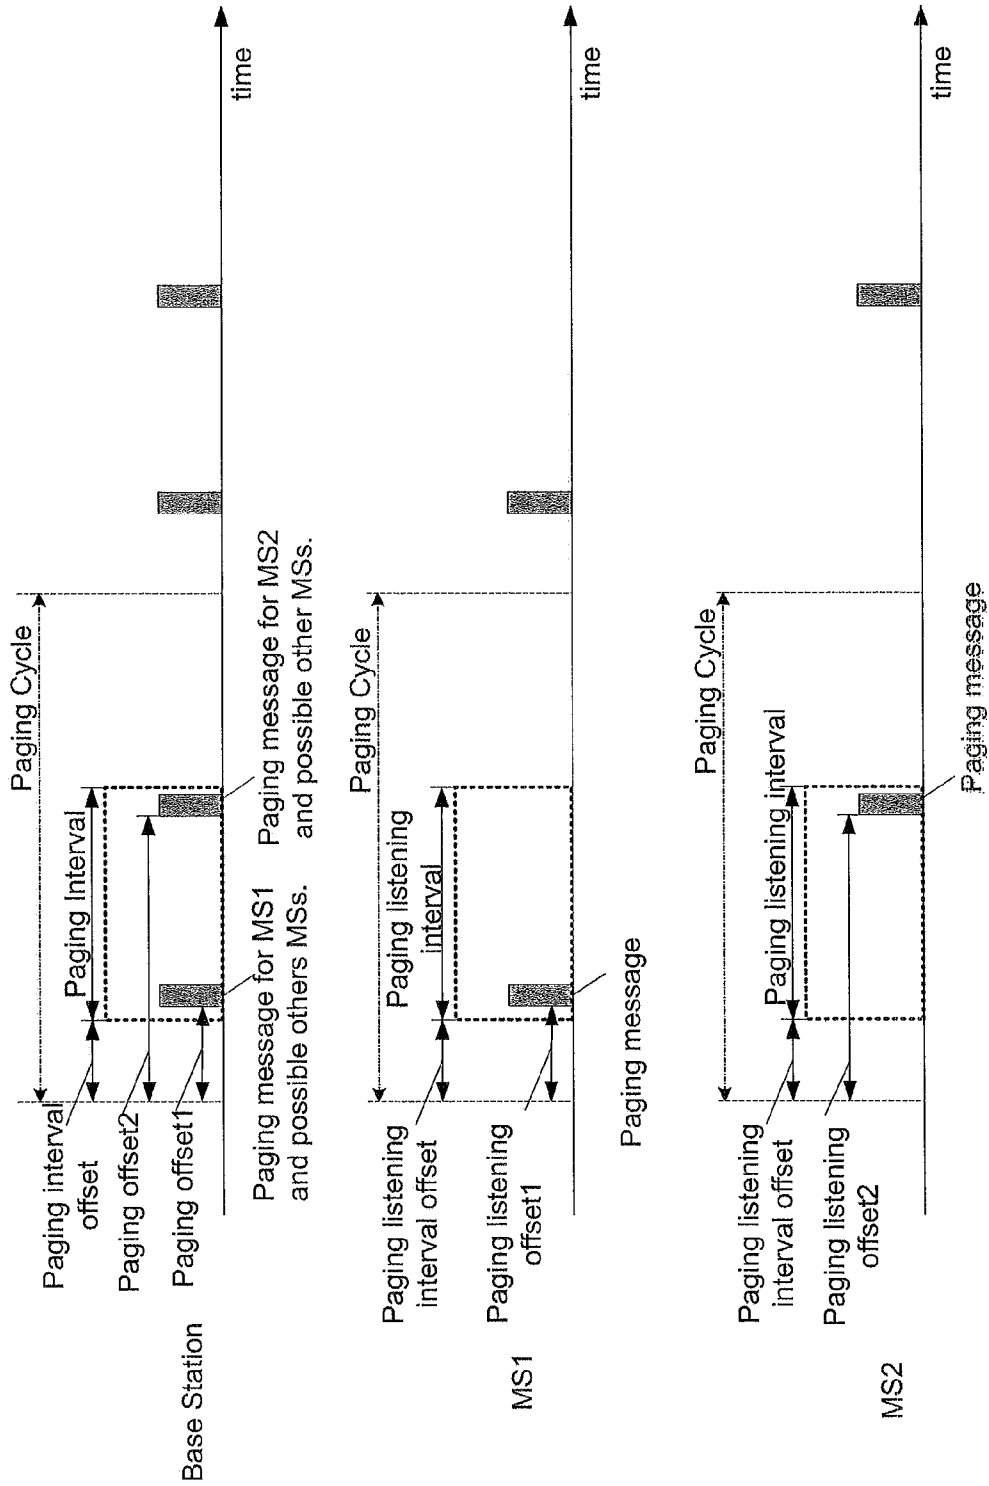 Base Station
Paging interval
offset
Paging offset2
Paging offset1
Paging Interval
Paging Cycle
time
Paging message for MS1
and possible others MSs.
Paging message for MS2
and possible other MSs.
MS1
Paging listening
interval offset
Paging listening
offset1
Paging listening
interval
Paging Cycle
time
Paging message
MS2
Paging listening
interval offset
Paging listening
offset2
Paging listening interval
Paging Cycle
time
Paging message